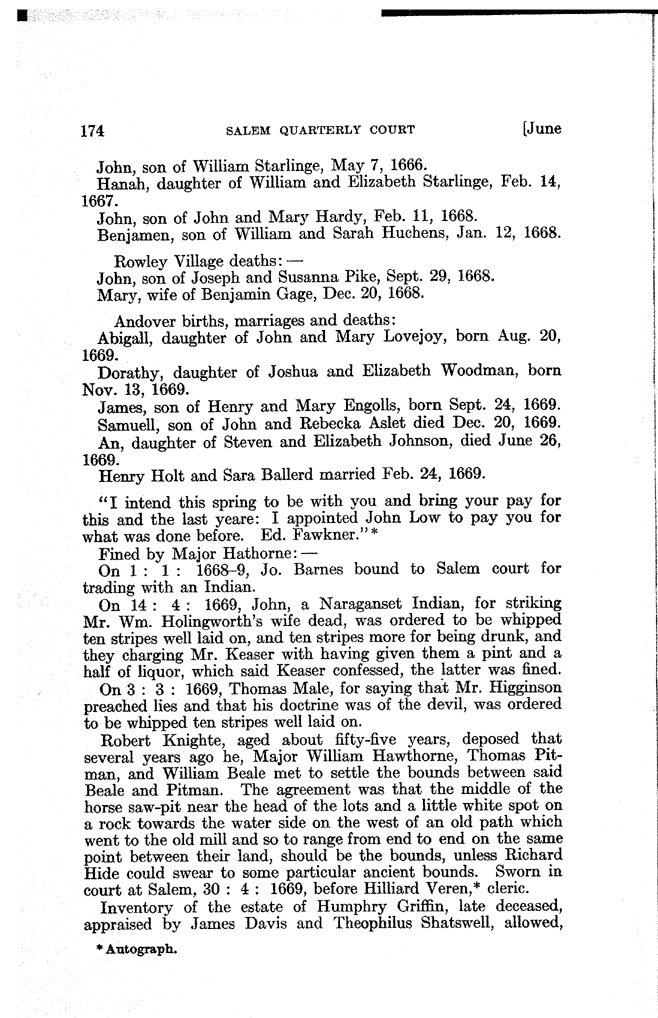 174 SALEM QUARTERLY COURT [June
John, son of William Starlinge, May 7, 1666.
Hanah, daughter of William and Elizabeth Starlinge, Feb. 14,
1667.
John, son of John and Mary Hardy, Feb. 11, 1668.
Benjamen, son of William and Sarah Huchens, Jan. 12, 1668.
Rowley Village deaths:—
John, son of Joseph and Susanna Pike, Sept. 29, 1668.
Mary, wife of Benjamin Gage, Dec. 20, 1668.
Andover births, marriages and deaths:
Abigall, daughter of John and Mary Lovejoy, born Aug. 20,
1669.
Dorathy, daughter of Joshua and Elizabeth Woodman, born
Nov. 13, 1669.
James, son of Henry and Mary Engolls, born Sept. 24, 1669.
Samuell, son of John and Rebecka Aslet died Dec. 20, 1669.
An, daughter of Steven and Elizabeth Johnson, died June 26,
1669.
Henry Holt and Sara Ballerd married Feb. 24, 1669.
"I intend this spring to be with you and bring your pay for
this and the last yeare: I appointed John Low to pay you for
what was done before. Ed. Fawkner."*
Fined by Major Hathorne:—
On 1 : 1 : 1668-9, Jo. Barnes bound to Salem court for
trading with an Indian.
On 14 : 4 : 1669, John, a Naraganset Indian, for striking
Mr. Wm. Holingworth's wife dead, was ordered to be whipped
ten stripes well laid on, and ten stripes more for being drunk, and
they charging Mr. Keaser with having given them a pint and a
half of liquor, which said Keaser confessed, the latter was fined.
On 3 : 3 : 1669, Thomas Male, for saying that Mr. Higginson
preached lies and that his doctrine was of the devil, was ordered
to be whipped ten stripes well laid on.
Robert Knighte, aged about fifty-five years, deposed that
several years ago he, Major William Hawthorne, Thomas Pit-
man, and William Beale met to settle the bounds between said
Beale and Pitman. The agreement was that the middle of the
horse saw-pit near the head of the lots and a little white spot on
a rock towards the water side on the west of an old path which
went to the old mill and so to range from end to end on the same
point between their land, should be the bounds, unless Richard
Hide could swear to some particular ancient bounds. Sworn in
court at Salem, 30 : 4 : 1669, before Hilliard Veren,* cleric.
Inventory of the estate of Humphry Griffin, late deceased,
appraised by James Davis and Theophilus Shatswell, allowed,
* Autograph.